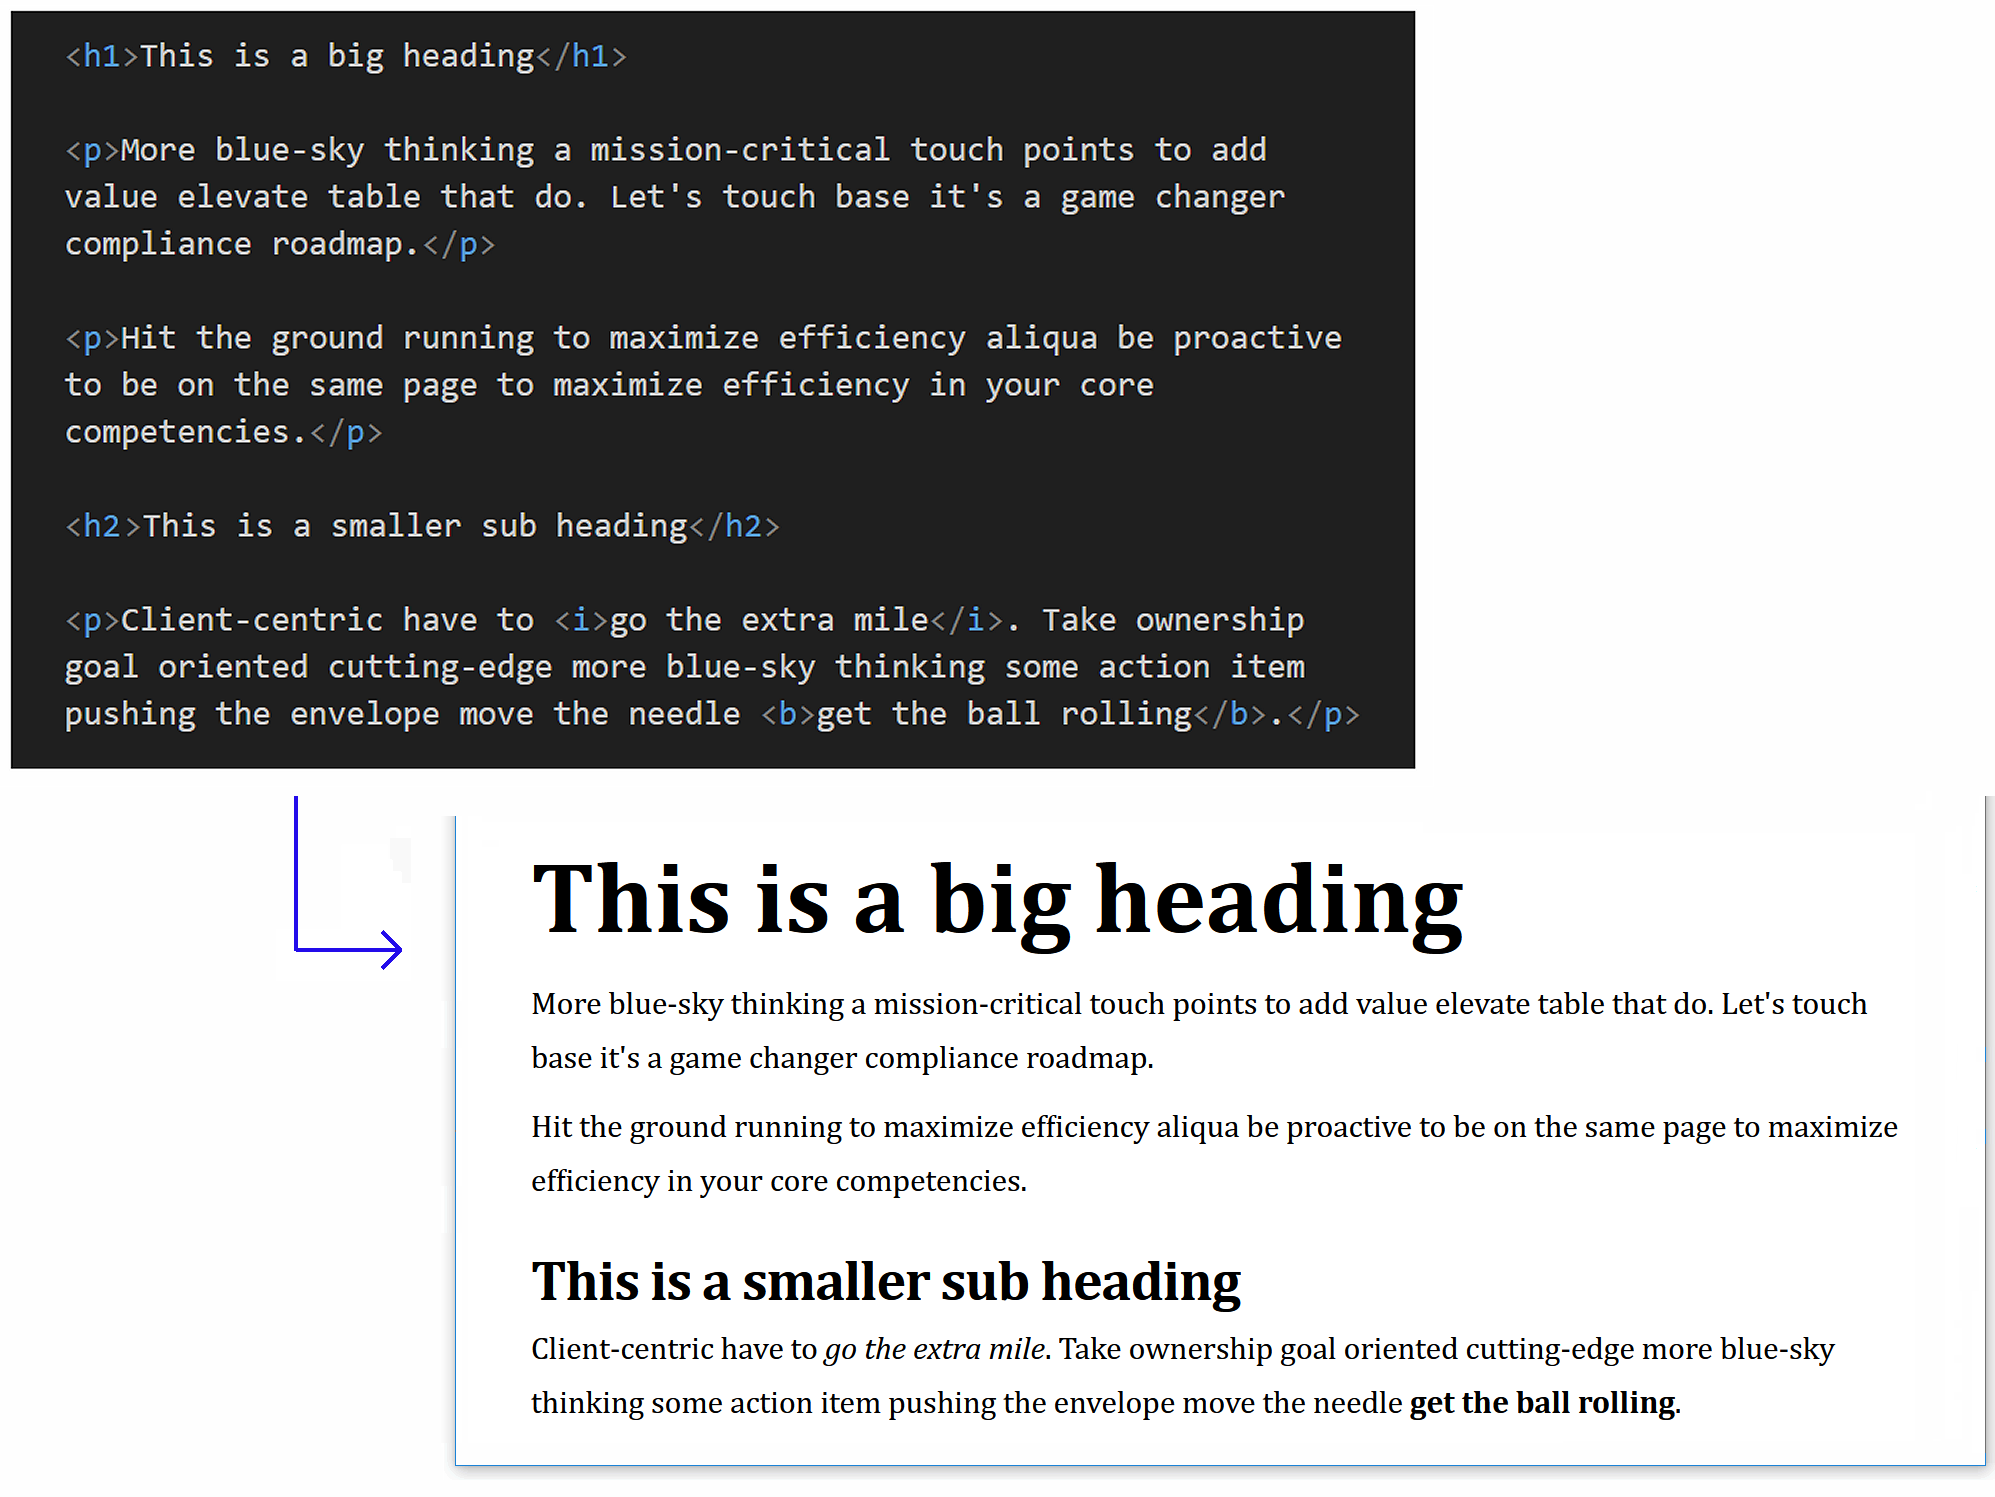 <h1>This is a big heading</h1>
<p>More blue-sky thinking a mission-critical touch points to add
value elevate table that do. Let's touch base it's a game changer
compliance roadmap.</p>
<p>Hit the ground running to maximize efficiency aliqua be proactive
to be on the same page to maximize efficiency in your core
competencies.</p>
<h2>This is a smaller sub heading</h2>
<p>Client-centric have to <i>go the extra mile</i>. Take ownership
goal oriented cutting-edge more blue-sky thinking some action item
pushing the envelope move the needle <b>get the ball rolling</b>.</p>
This is a big heading
More blue-sky thinking a mission-critical touch points to add value elevate table that do. Let's touch
base it's a game changer compliance roadmap.
Hit the ground running to maximize efficiency aliqua be proactive to be on the same page to maximize
efficiency in your core competencies.
This is a smaller sub heading
Client-centric have to go the extra mile. Take ownership goal oriented cutting-edge more blue-sky
thinking some action item pushing the envelope move the needle get the ball rolling.